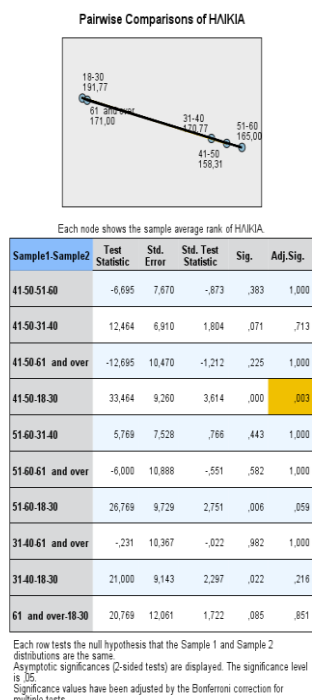 Pairwise Comparisons of ΗΛΙΚΙΑ
18-30
191,77
61 and over
171,00
31-40
170,77
51-60
165,00
41-50
158,31
Each node shows the sample average rank of ΗΛΙΚΙΑ.
Sample1-Sample2 Test Statistic Std. Error Std. Test Statistic Sig. Adj.Sig.
41-50-51-60 -6,695 7,670 -,873 ,383 1,000
41-50-31-40 12,464 6,910 1,804 ,071 ,713
41-50-61 and over -12,695 10,470 -1,212 ,225 1,000
41-50-18-30 33,464 9,260 3,614 ,000 ,003
51-60-31-40 5,769 7,528 ,766 ,443 1,000
51-60-61 and over -6,000 10,888 -,551 ,582 1,000
51-60-18-30 26,769 9,729 2,751 ,006 ,059
31-40-61 and over -,231 10,367 -,022 ,982 1,000
31-40-18-30 21,000 9,143 2,297 ,022 ,216
61 and over-18-30 20,769 12,061 1,722 ,085 ,851
Each row tests the null hypothesis that the Sample 1 and Sample 2
distributions are the same.
Asymptotic significances (2-sided tests) are displayed. The significance level
is ,05.
Significance values have been adjusted by the Bonferroni correction for
multiple tests.